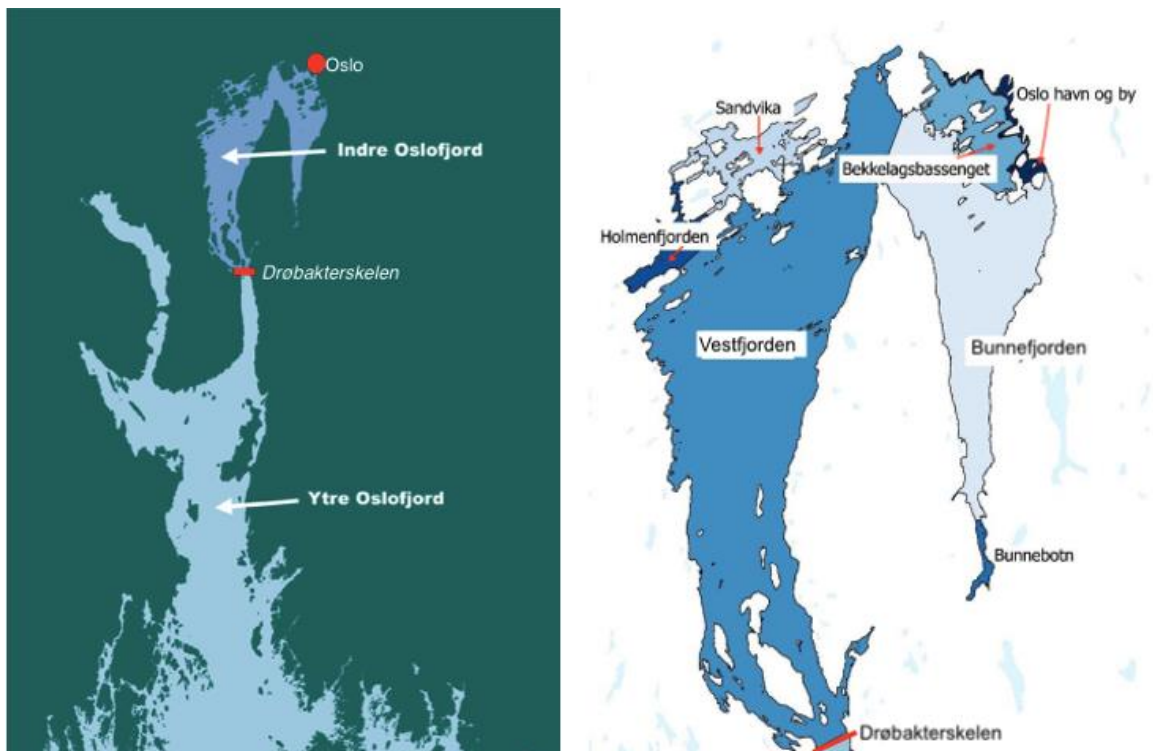 Oslo
Indre Oslofjord
Drøbakterskelen
Ytre Oslofjord
Sandvika
Oslo havn og by
Bekkelagsbassenget
Holmenfjorden
Vestfjorden
Bunnefjorden
Bunnebotn
Drøbakterskelen